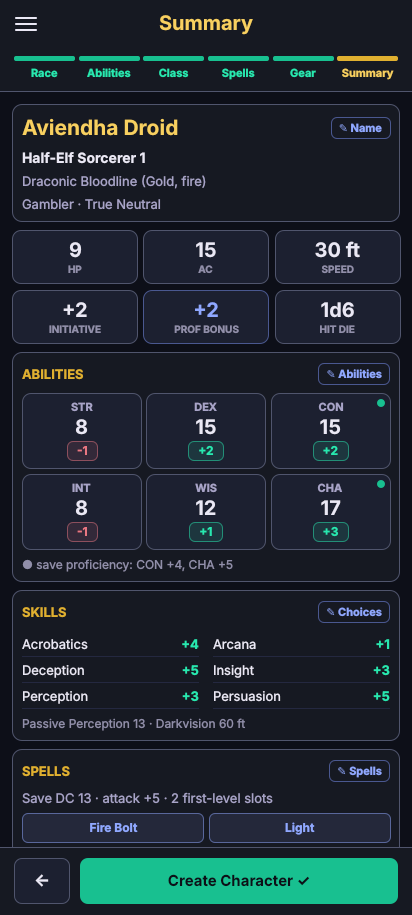 Summary
Race Abilities Class Spells Gear Summary
Aviendha Droid
✎ Name
Half-Elf Sorcerer 1
Draconic Bloodline (Gold, fire)
Gambler · True Neutral
9 15 30 ft
HP AC SPEED
+2 +2 1d6
INITIATIVE PROF BONUS HIT DIE
ABILITIES
✎ Abilities
STR DEX CON
8 15 15
-1 +2 +2
INT WIS CHA
8 12 17
-1 +1 +3
save proficiency: CON +4, CHA +5
SKILLS
✎ Choices
Acrobatics +4 Arcana +1
Deception +5 Insight +3
Perception +3 Persuasion +5
Passive Perception 13 · Darkvision 60 ft
SPELLS
✎ Spells
Save DC 13 · attack +5 · 2 first-level slots
Fire Bolt Light
← Create Character ✓